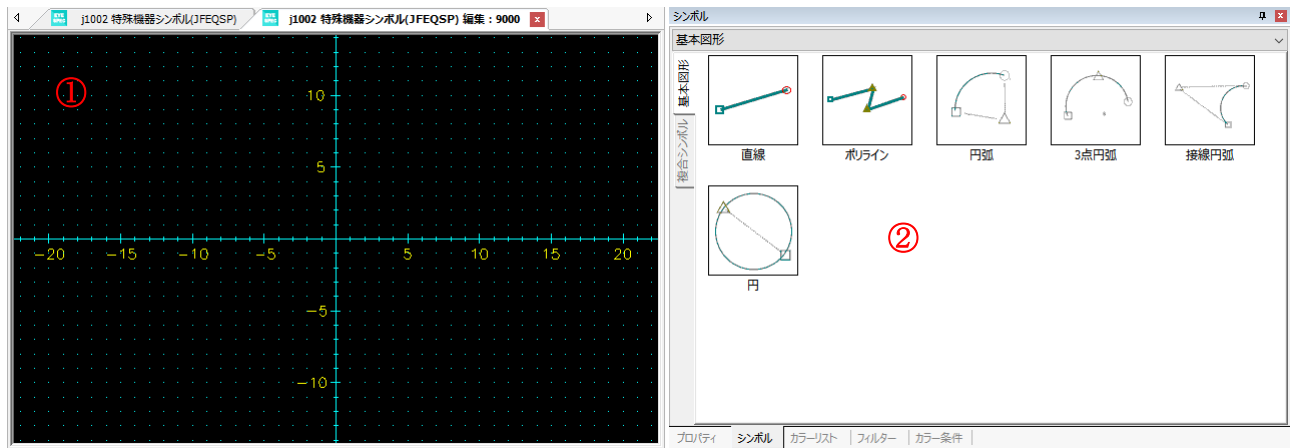 j1002 特殊機器シンボル(JFEQSP)
j1002 特殊機器シンボル(JFEQSP) 編集：9000
①
10
5
-20 -15 -10 -5 5 10 15 20
-5
-10
シンボル
基本図形
基本図形
複合シンボル
直線 ポリライン 円弧 3点円弧 接線円弧
円
②
プロパティ シンボル カラーリスト フィルター カラー条件